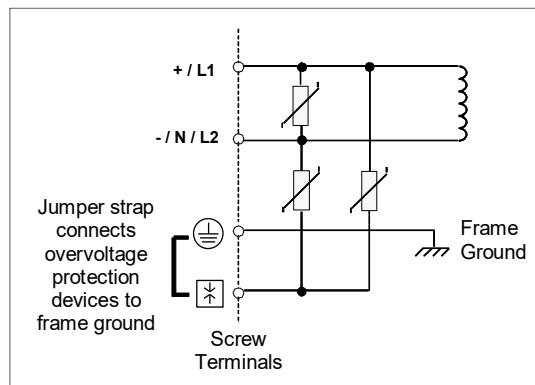 + / L1
- / N / L2
Jumper strap
connects
overvoltage
protection
devices to
frame ground
Frame
Ground
Screw
Terminals